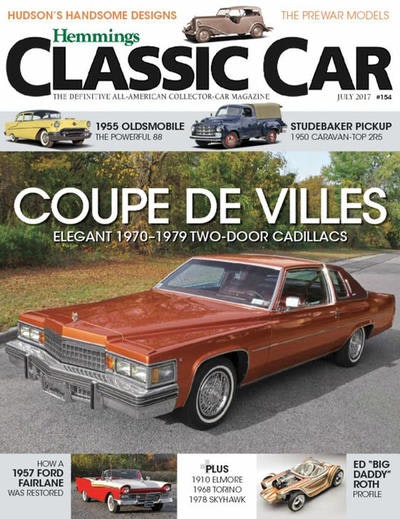 HUDSON'S HANDSOME DESIGNS
THE PREWAR MODELS
Hemmings
CLASSIC CAR
THE DEFINITIVE ALL-AMERICAN COLLECTOR-CAR MAGAZINE
JULY 2017 #154
1955 OLDSMOBILE
THE POWERFUL 88
STUDEBAKER PICKUP
1950 CARAVAN-TOP 2R5
COUPE DE VILLES
ELEGANT 1970–1979 TWO-DOOR CADILLACS
HOW A
1957 FORD
FAIRLANE
WAS RESTORED
PLUS
1910 ELMORE
1968 TORINO
1978 SKYHAWK
ED "BIG
DADDY"
ROTH
PROFILE